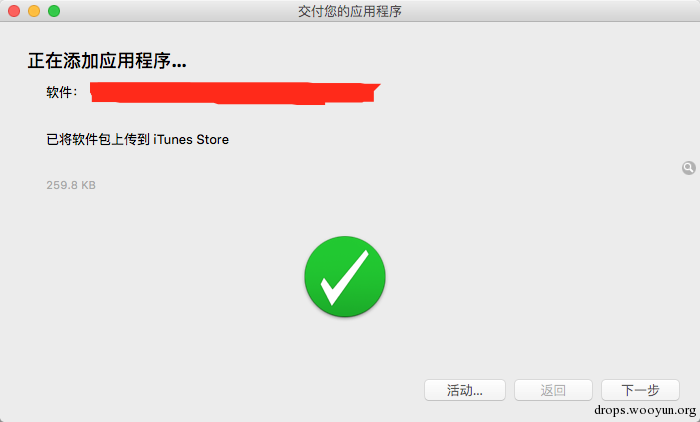 交付您的应用程序
正在添加应用程序...
软件：
已将软件包上传到 iTunes Store
259.8 KB
活动... 返回 下一步
drops.wooyun.org